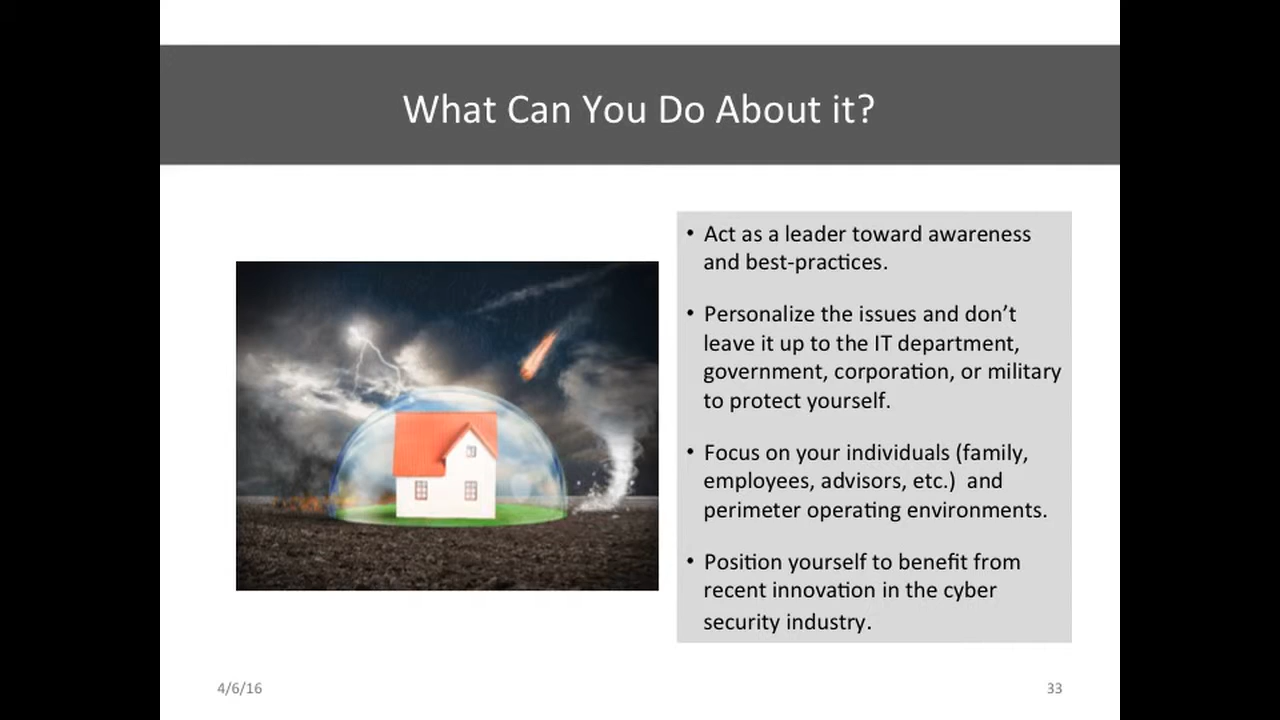 What Can You Do About it?
• Act as a leader toward awareness
and best-practices.
• Personalize the issues and don’t
leave it up to the IT department,
government, corporation, or military
to protect yourself.
• Focus on your individuals (family,
employees, advisors, etc.)  and
perimeter operating environments.
• Position yourself to benefit from
recent innovation in the cyber
security industry.
4/6/16
33